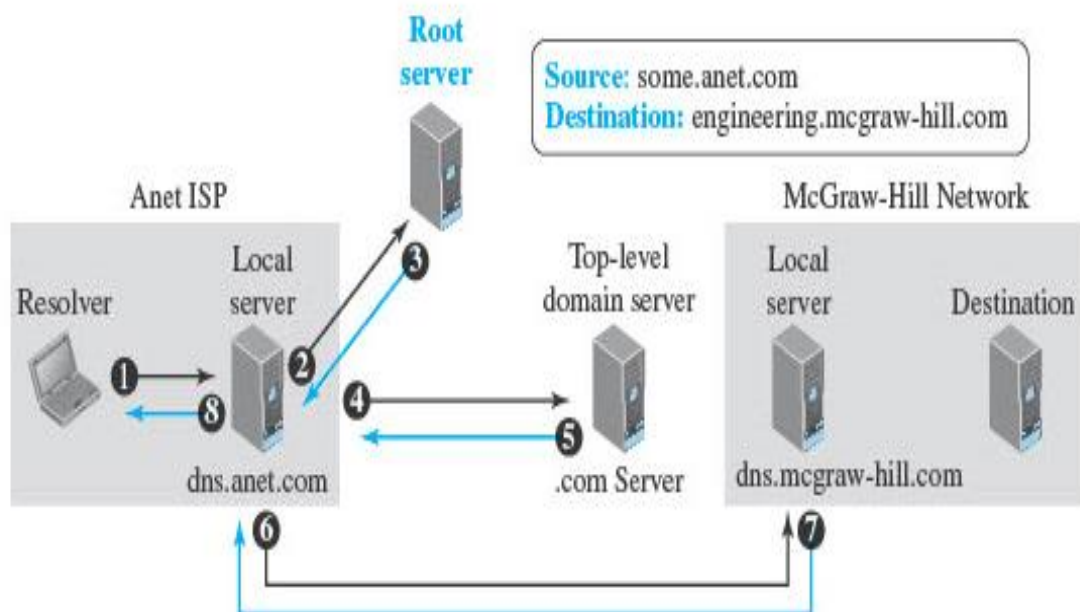 Root
server
Source: some.anet.com
Destination: engineering.mcgraw-hill.com
Anet ISP
McGraw-Hill Network
Resolver
Local
server
Top-level
domain server
Local
server
Destination
1
2
3
4
5
8
dns.anet.com
.com Server
dns.mcgraw-hill.com
6
7